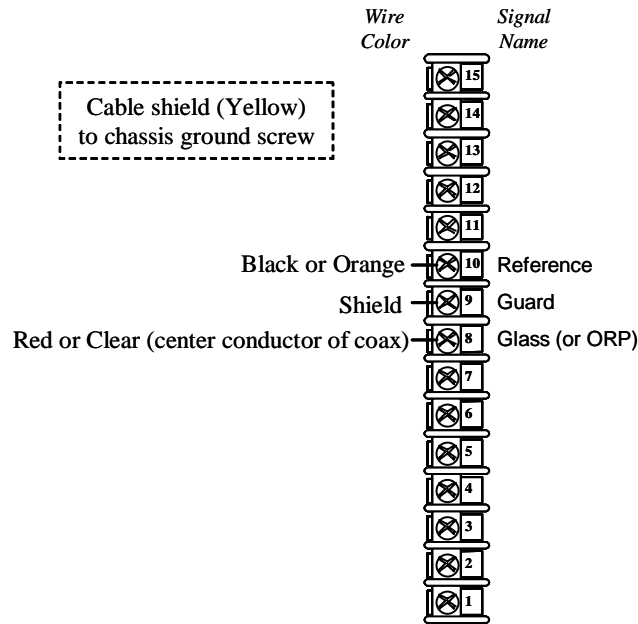 Wire Color
Signal Name
Cable shield (Yellow)
to chassis ground screw
15
14
13
12
11
Black or Orange 10 Reference
Shield 9 Guard
Red or Clear (center conductor of coax) 8 Glass (or ORP)
7
6
5
4
3
2
1